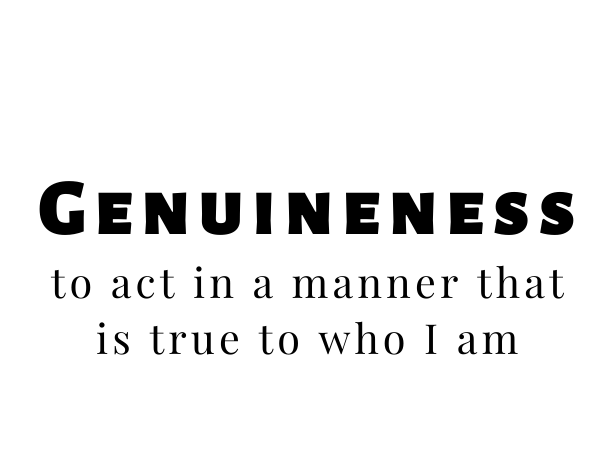 Genuineness
to act in a manner that
is true to who I am